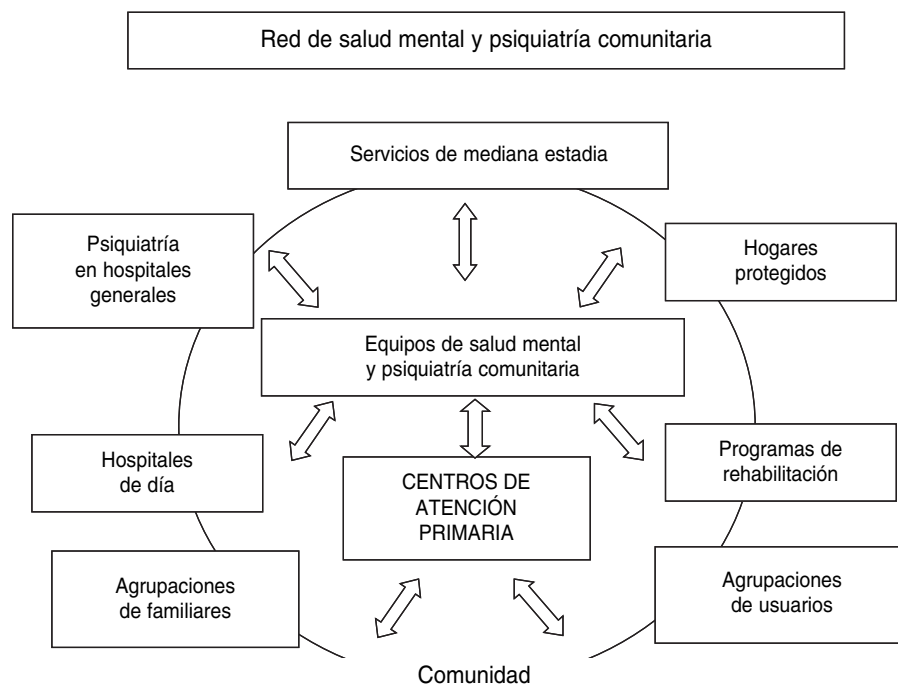 Red de salud mental y psiquiatría comunitaria
Servicios de mediana estadia
Psiquiatría
en hospitales
generales
Hogares
protegidos
Equipos de salud mental
y psiquiatría comunitaria
Hospitales
de día
Programas de
rehabilitación
CENTROS DE
ATENCIÓN
PRIMARIA
Agrupaciones
de familiares
Agrupaciones
de usuarios
Comunidad